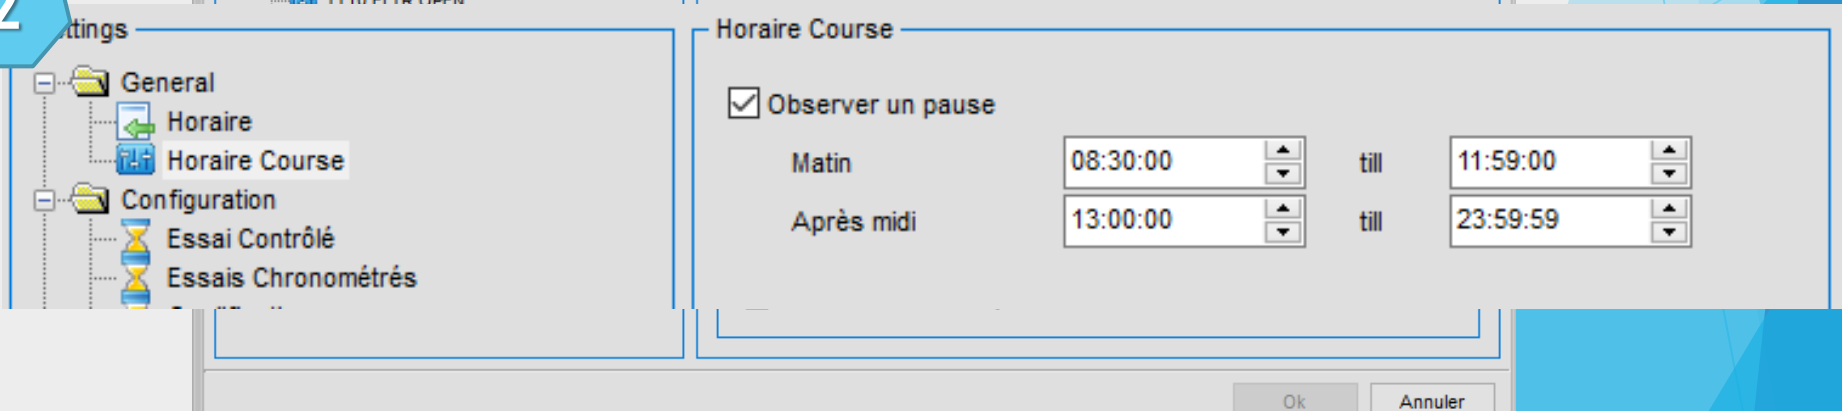 2
ttings
General
Horaire
Horaire Course
Configuration
Essai Contrôlé
Essais Chronométrés
Horaire Course
Observer un pause
Matin 08:30:00 till 11:59:00
Après midi 13:00:00 till 23:59:59
Ok Annuler